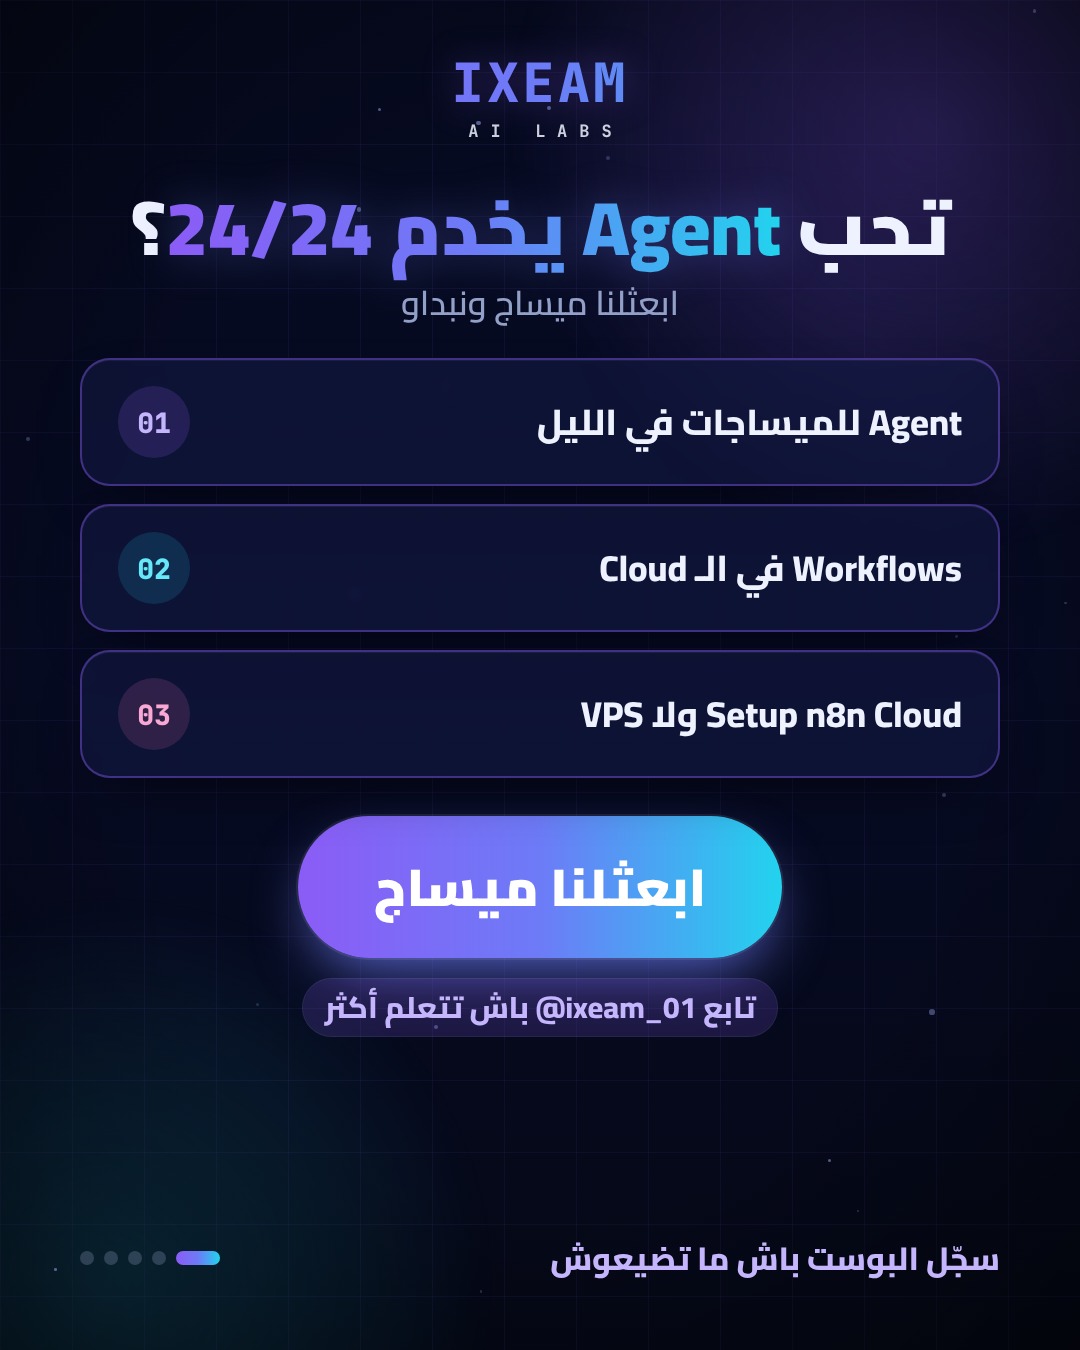 IXEAM
AI LABS
تحب Agent يخدم 24/24؟
ابعثلنا ميساج ونبداو
Agent للميساجات في الليل
01
Workflows في الـ Cloud
02
Setup n8n Cloud ولا VPS
03
ابعثلنا ميساج
تابع @ixeam_01 باش تتعلم أكثر
سجّل البوست باش ما تضيعوش